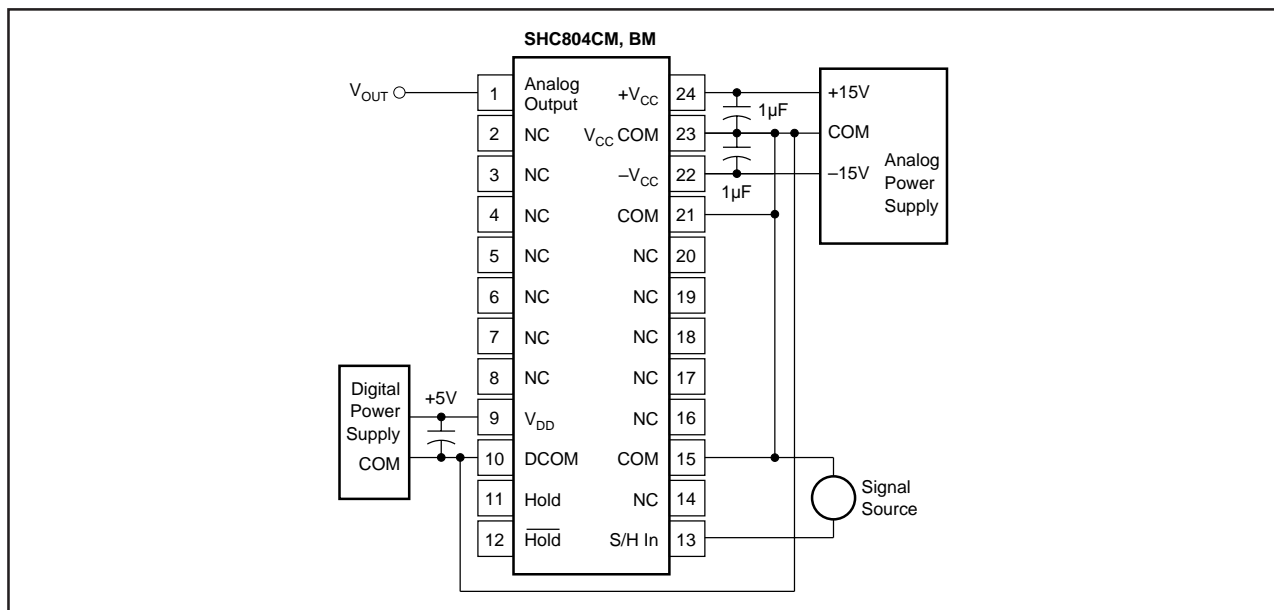 SHC804CM, BM
V_OUT
1
Analog
Output
2
NC
3
NC
4
NC
5
NC
6
NC
7
NC
8
NC
9
V_DD
10
DCOM
11
Hold
12
Hold
+V_CC
24
V_CC COM
23
–V_CC
22
COM
21
NC
20
NC
19
NC
18
NC
17
NC
16
COM
15
NC
14
S/H In
13
1µF
1µF
+15V
COM
–15V
Analog
Power
Supply
Digital
Power
Supply
COM
+5V
Signal
Source